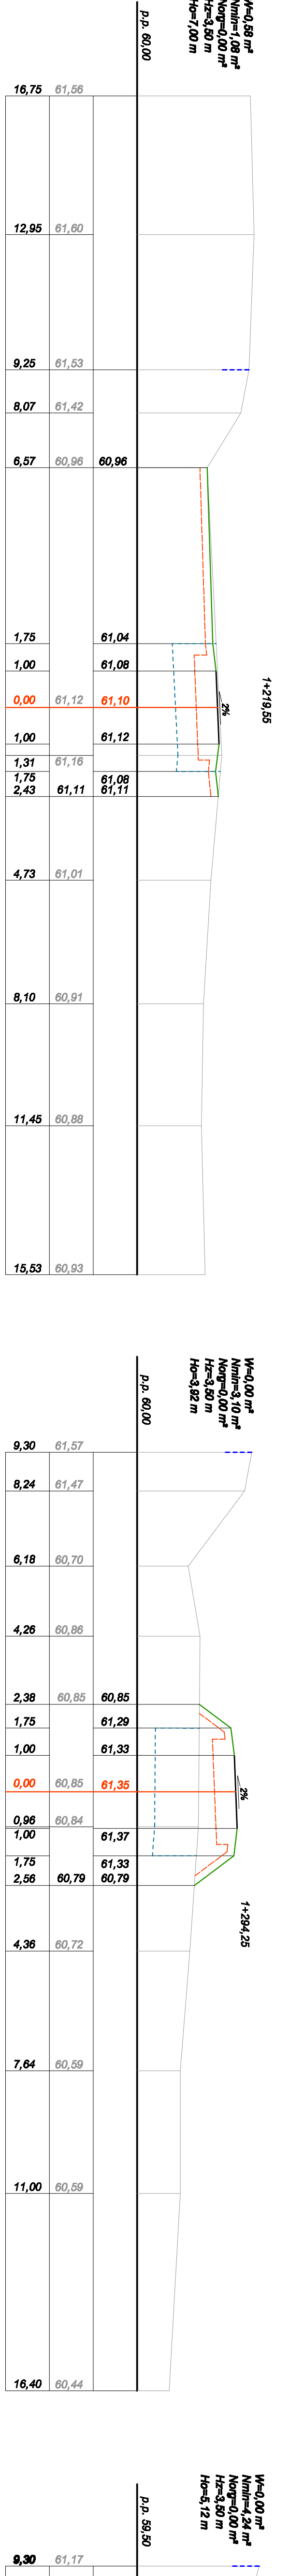 W=0,58 m²
Nmin=1,08 m²
Norg=0,00 m²
Hz=3,50 m
Ho=7,00 m
p.p. 60,00
1+219,55
2%
16,75 61,56
12,95 61,60
9,25 61,53
8,07 61,42
6,57 60,96 60,96
1,75 61,04
1,00 61,08
0,00 61,12 61,10
1,00 61,12
1,31 61,16
1,75 61,08
2,43 61,11 61,11
4,73 61,01
8,10 60,91
11,45 60,88
15,53 60,93
W=0,00 m²
Nmin=3,10 m²
Norg=0,00 m²
Hz=3,50 m
Ho=3,92 m
p.p. 60,00
1+294,25
2%
9,30 61,57
8,24 61,47
6,18 60,70
4,26 60,86
2,38 60,85 60,85
1,75 61,29
1,00 61,33
0,00 60,85 61,35
0,96 60,84
1,00 61,37
1,75 61,33
2,56 60,79 60,79
4,36 60,72
7,64 60,59
11,00 60,59
16,40 60,44
W=0,00 m²
Nmin=4,24 m²
Norg=0,00 m²
Hz=3,50 m
Ho=5,12 m
p.p. 59,50
9,30 61,17